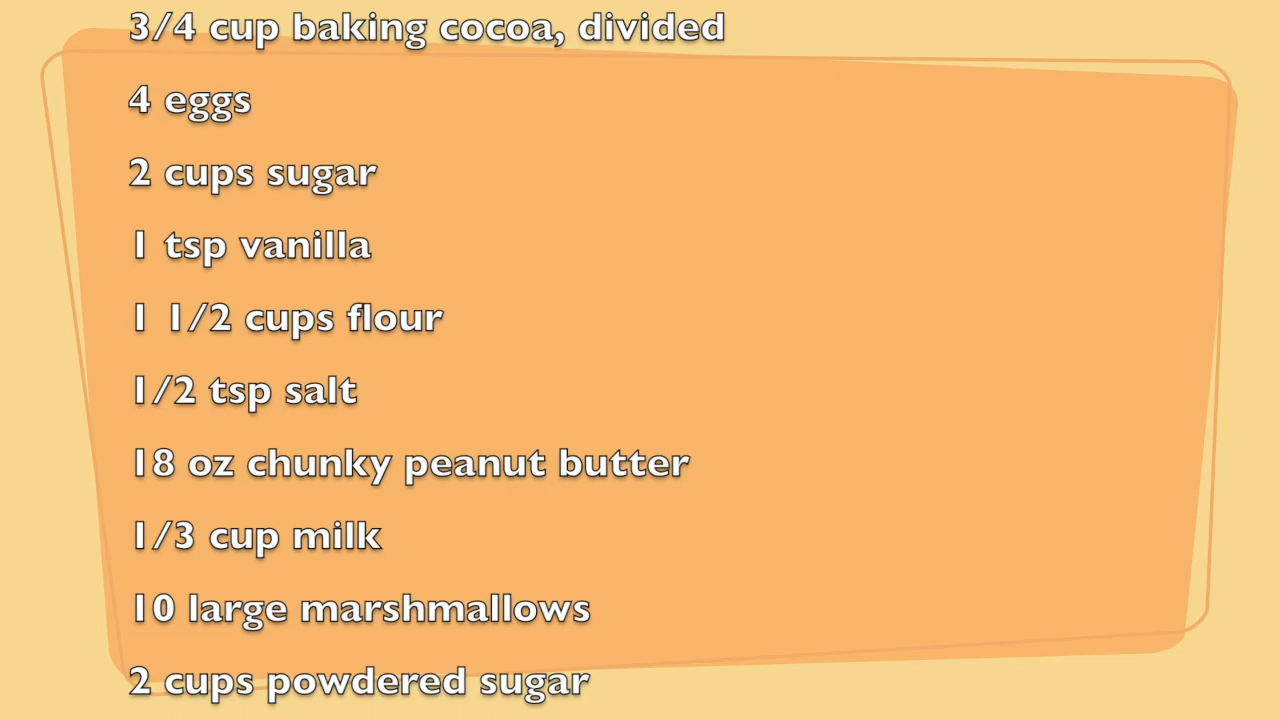 3/4 cup baking cocoa, divided
4 eggs
2 cups sugar
1 tsp vanilla
1 1/2 cups flour
1/2 tsp salt
18 oz chunky peanut butter
1/3 cup milk
10 large marshmallows
2 cups powdered sugar